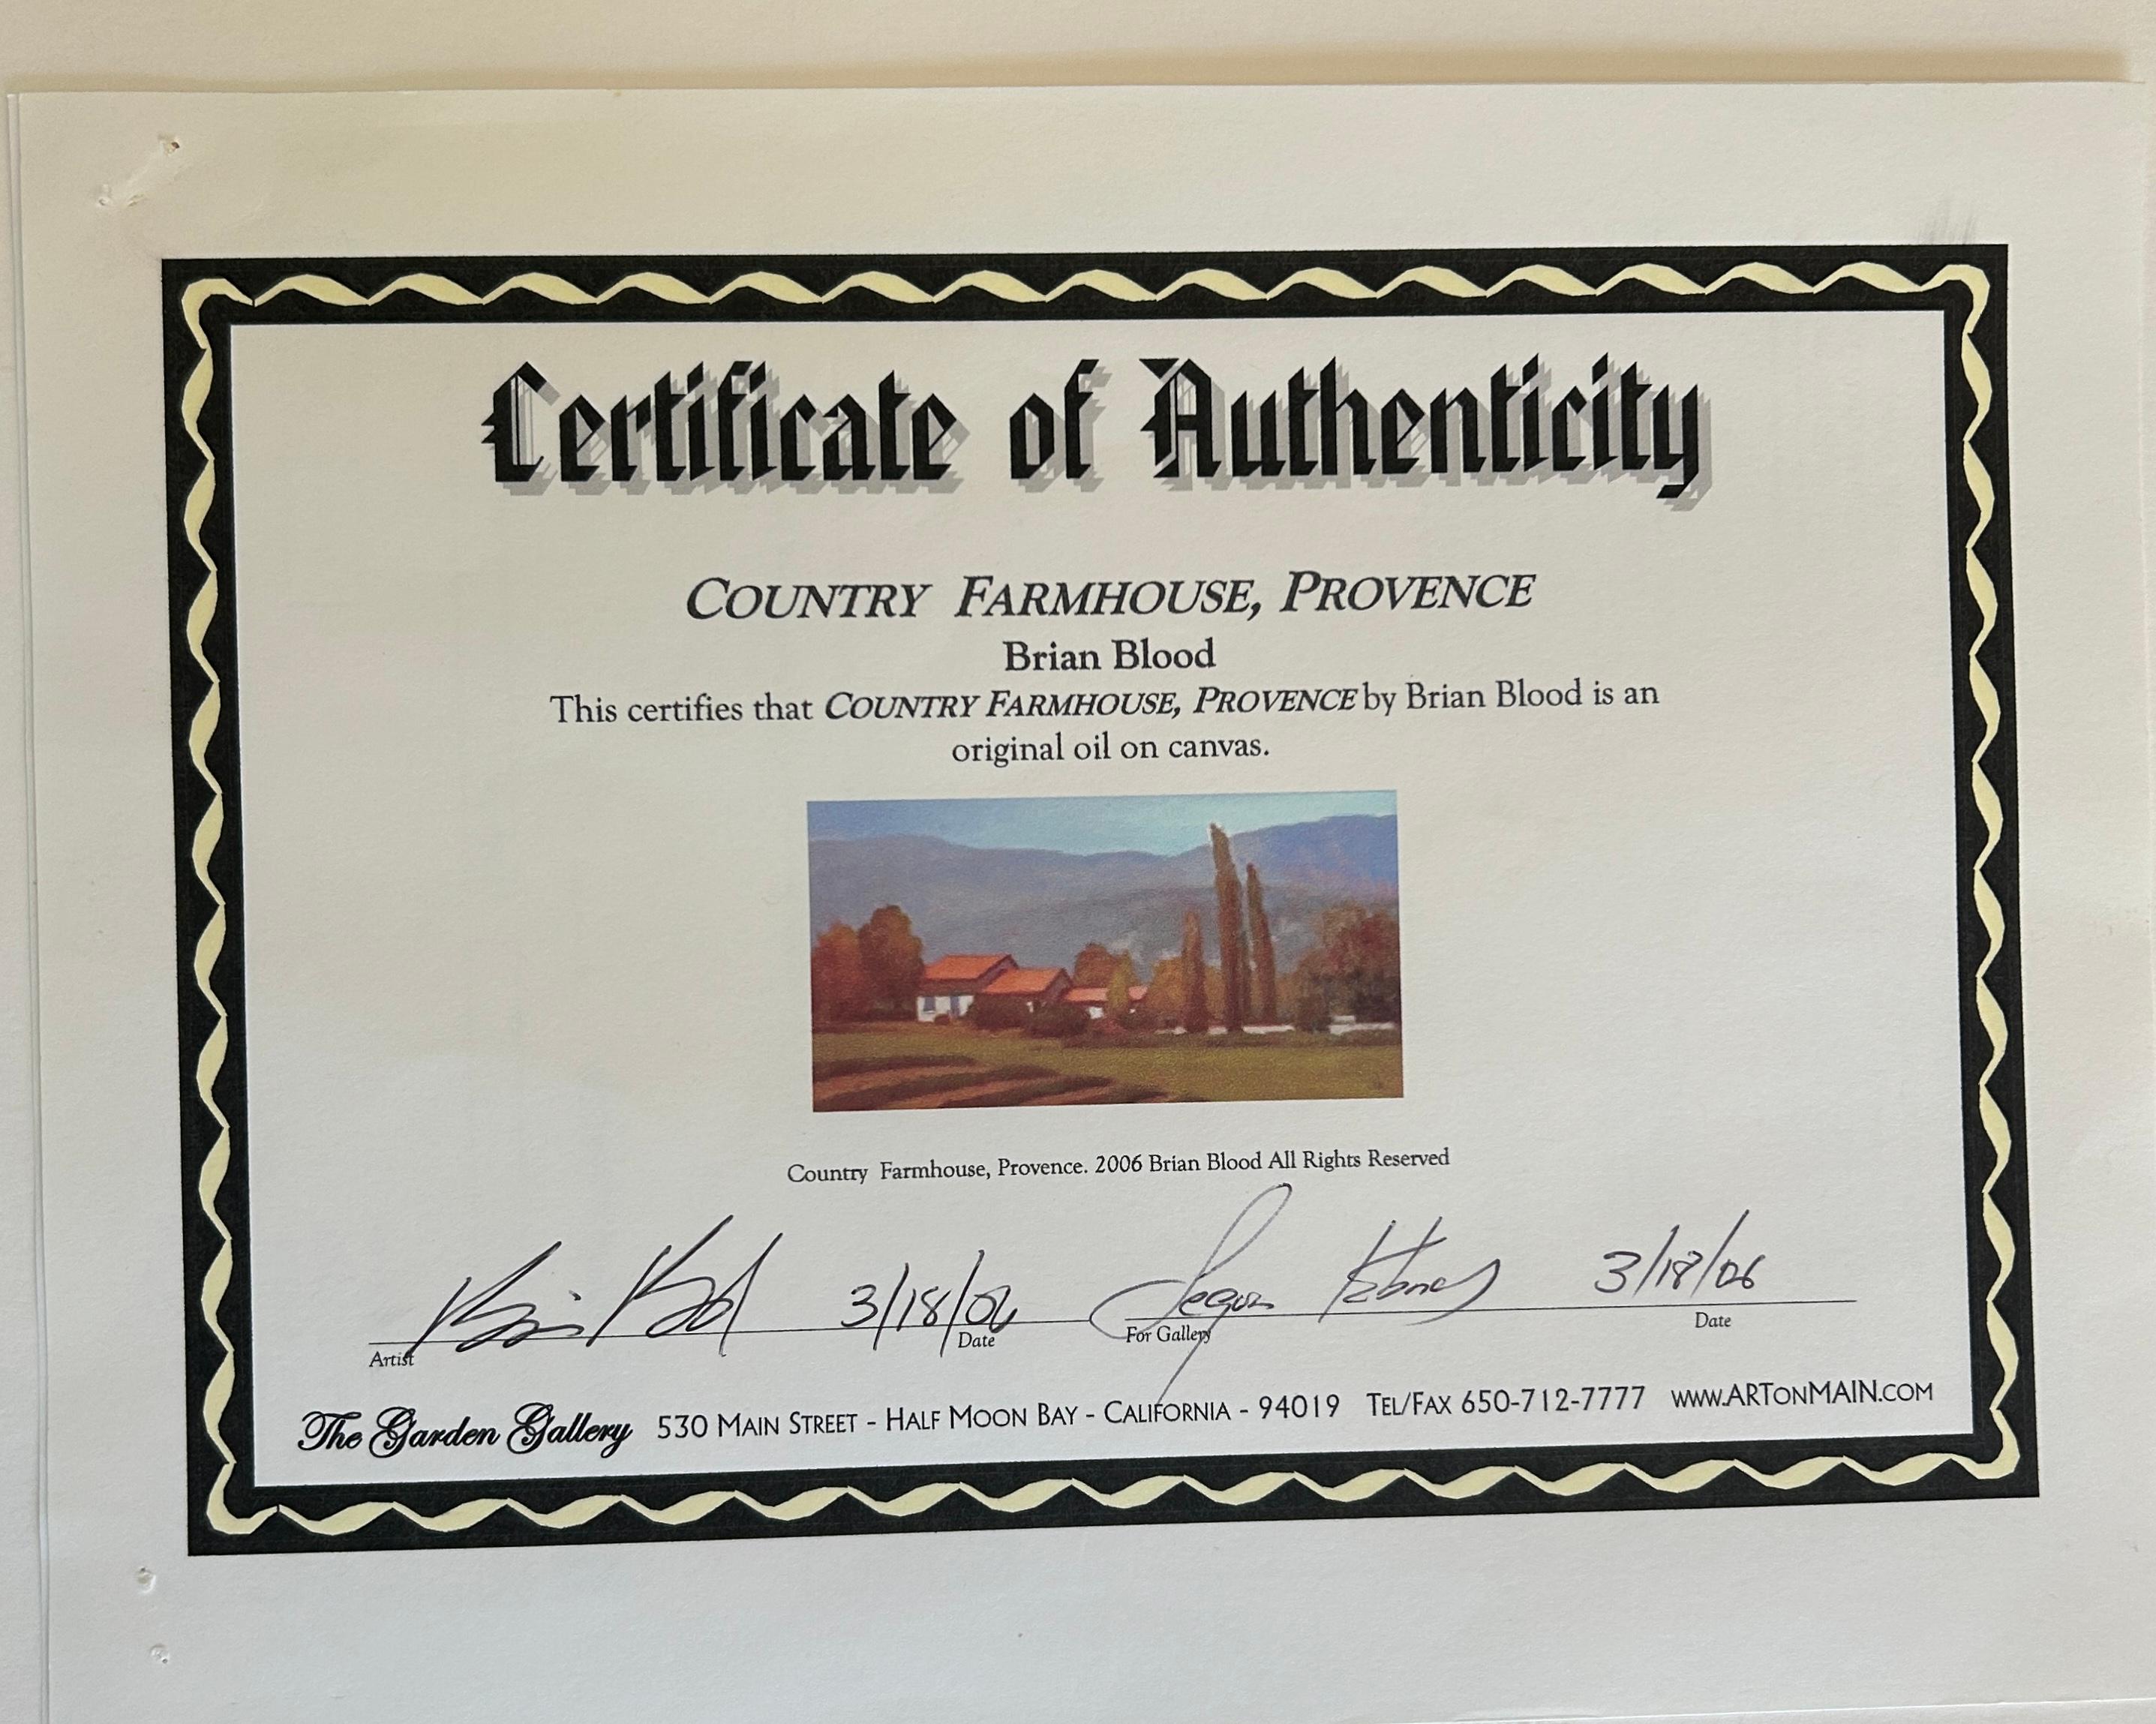 Certificate of Authenticity
COUNTRY FARMHOUSE, PROVENCE
Brian Blood
This certifies that COUNTRY FARMHOUSE, PROVENCE by Brian Blood is an
original oil on canvas.
Country Farmhouse, Provence. 2006 Brian Blood All Rights Reserved
3/18/06 3/18/06
Artist Date For Gallery Date
The Garden Gallery 530 MAIN STREET - HALF MOON BAY - CALIFORNIA - 94019 TEL/FAX 650-712-7777 WWW.ARTONMAIN.COM